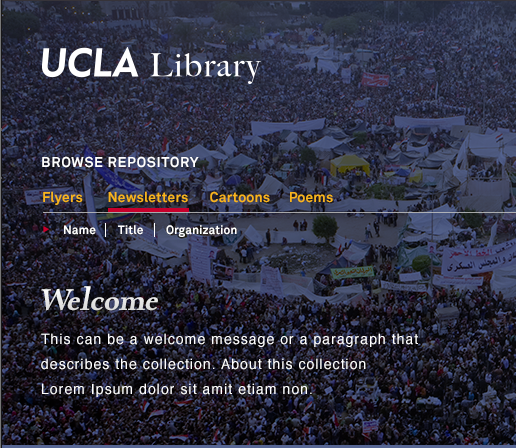 UCLA Library
BROWSE REPOSITORY
Flyers Newsletters Cartoons Poems
Name | Title | Organization
Welcome
This can be a welcome message or a paragraph that
describes the collection. About this collection
Lorem Ipsum dolor sit amit etiam non.